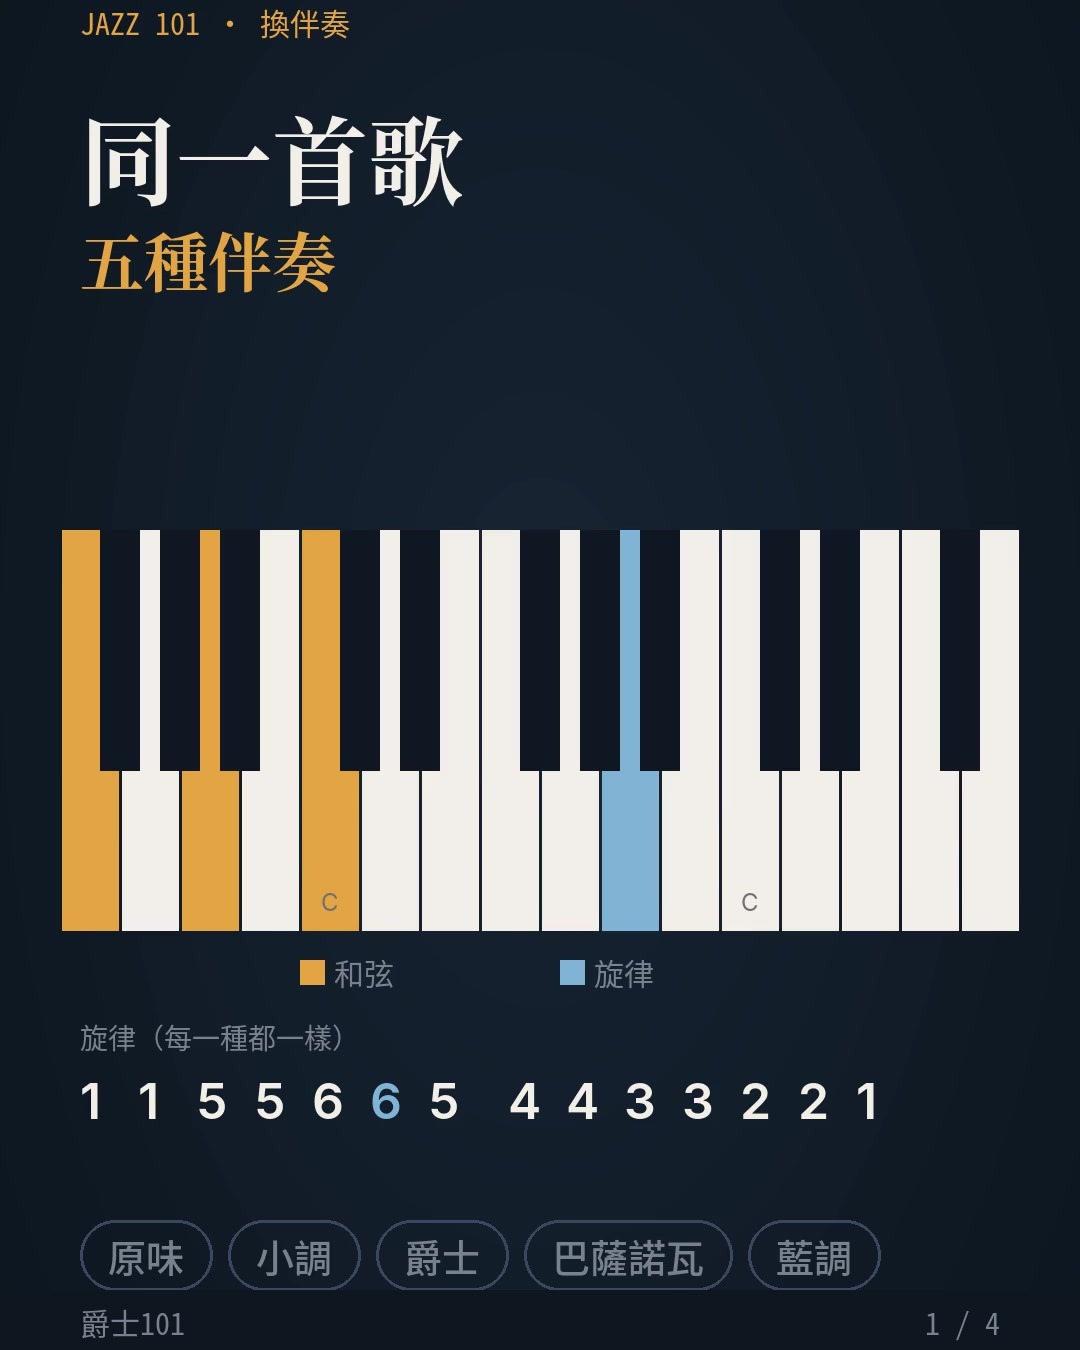 JAZZ 101 · 換伴奏
同一首歌
五種伴奏
C C
和弦 旋律
旋律（每一種都一樣）
1 1 5 5 6 6 5 4 4 3 3 2 2 1
原味 小調 爵士 巴薩諾瓦 藍調
爵士101 1 / 4